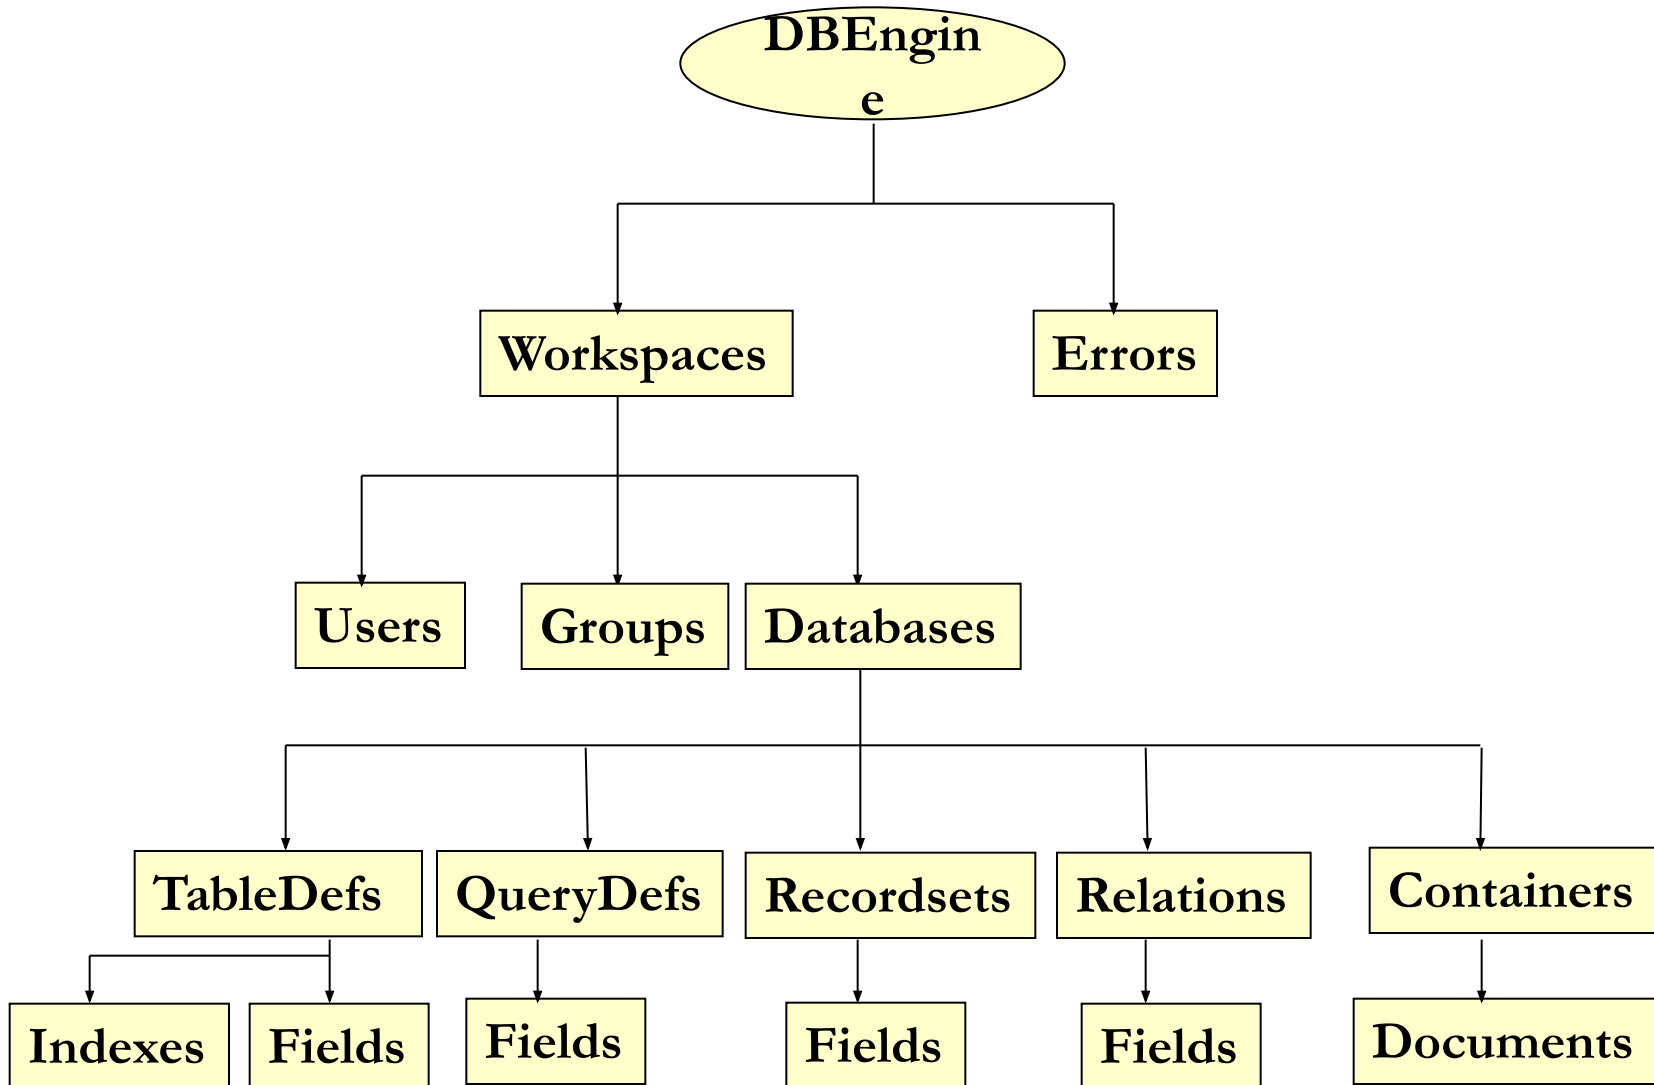 DBEngin
e
Workspaces
Errors
Users
Groups
Databases
TableDefs
QueryDefs
Recordsets
Relations
Containers
Indexes
Fields
Fields
Fields
Fields
Documents